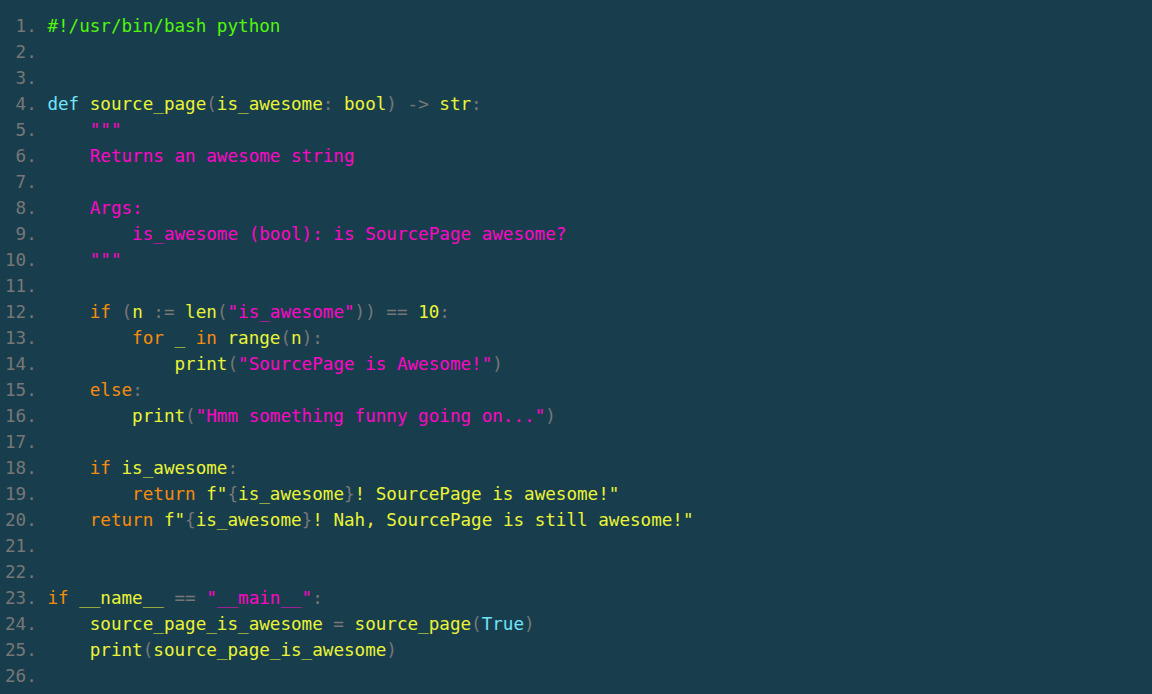 1. #!/usr/bin/bash python
2.
3.
4. def source_page(is_awesome: bool) -> str:
5.     """
6.     Returns an awesome string
7.
8.     Args:
9.         is_awesome (bool): is SourcePage awesome?
10.     """
11.
12.     if (n := len("is_awesome")) == 10:
13.         for _ in range(n):
14.             print("SourcePage is Awesome!")
15.     else:
16.         print("Hmm something funny going on...")
17.
18.     if is_awesome:
19.         return f"{is_awesome}! SourcePage is awesome!"
20.     return f"{is_awesome}! Nah, SourcePage is still awesome!"
21.
22.
23. if __name__ == "__main__":
24.     source_page_is_awesome = source_page(True)
25.     print(source_page_is_awesome)
26.